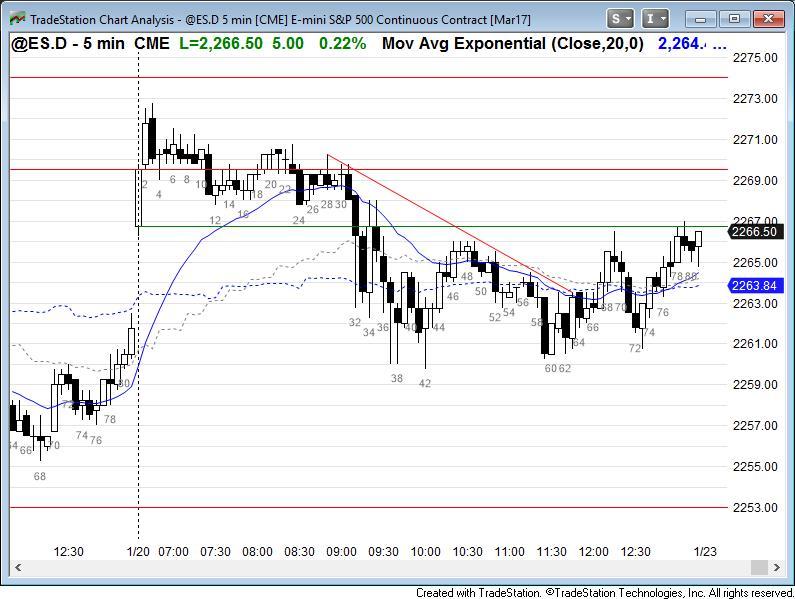 TradeStation Chart Analysis - @ES.D 5 min [CME] E-mini S&P 500 Continuous Contract [Mar17]
S I
@ES.D - 5 min CME L=2,266.50 5.00 0.22% Mov Avg Exponential (Close,20,0) 2,264. ...
2275.00
2273.00
2271.00
2269.00
2267.00
2266.50
2265.00
2263.84
2263.00
2261.00
2259.00
2257.00
2255.00
2253.00
2 4 6 8 10 12 14 16 18 20 22 24 26 28 30
32 34 36 38 40 42 44 46 48 50 52 54 56 58 60 62 64 66 68 70 72 74 76 78 80
64 66 68 70 72 74 76 78 80
12:30 1/20 07:00 07:30 08:00 08:30 09:00 09:30 10:00 10:30 11:00 11:30 12:00 12:30 1/23
Created with TradeStation. ©TradeStation Technologies, Inc. All rights reserved.